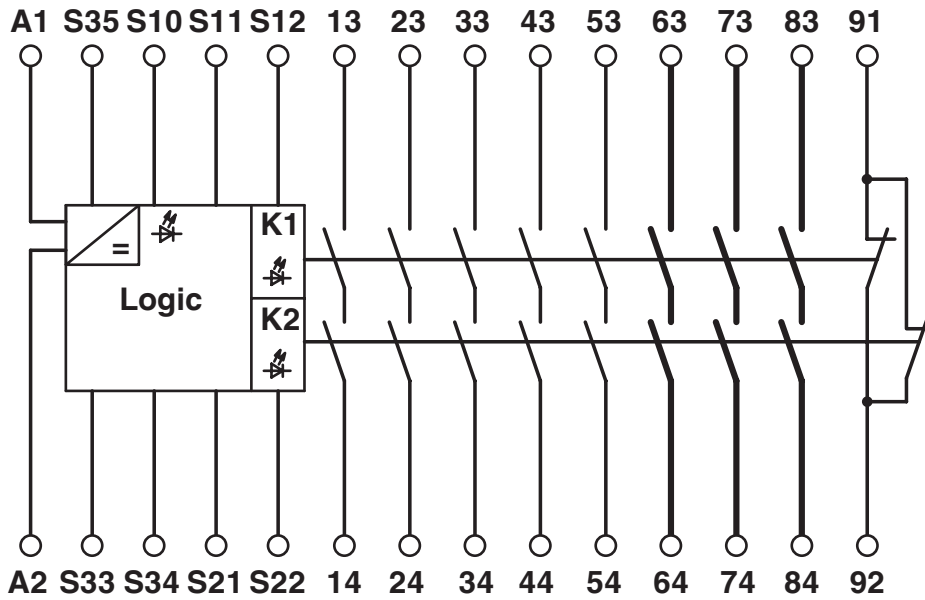 A1 S35 S10 S11 S12 13 23 33 43 53 63 73 83 91
K1
=
Logic
K2
A2 S33 S34 S21 S22 14 24 34 44 54 64 74 84 92